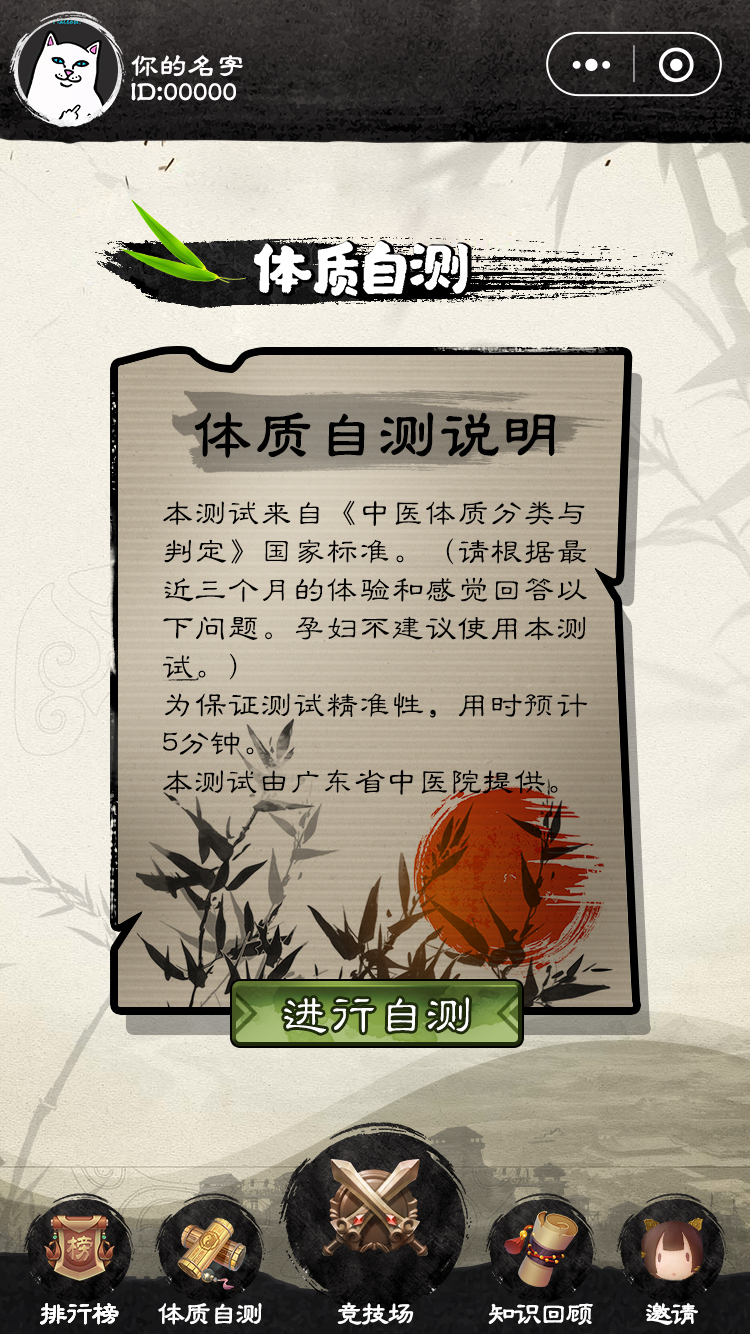 你的名字
ID:00000
体质自测
体质自测说明
本测试来自《中医体质分类与
判定》国家标准。（请根据最
近三个月的体验和感觉回答以
下问题。孕妇不建议使用本测
试。）
为保证测试精准性，用时预计
5分钟。
本测试由广东省中医院提供。
进行自测
榜
排行榜
体质自测
竞技场
知识回顾
邀请